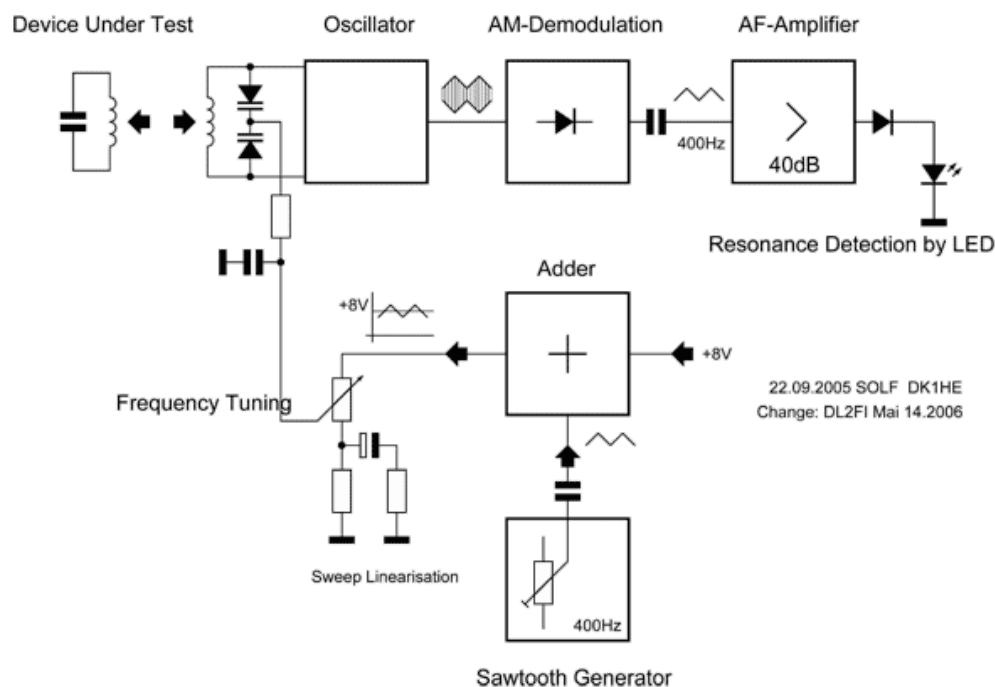 Device Under Test
Oscillator
AM-Demodulation
AF-Amplifier
400Hz
40dB
Resonance Detection by LED
Adder
+8V
+8V
Frequency Tuning
22.09.2005 SOLF DK1HE
Change: DL2FI Mai 14.2006
Sweep Linearisation
400Hz
Sawtooth Generator